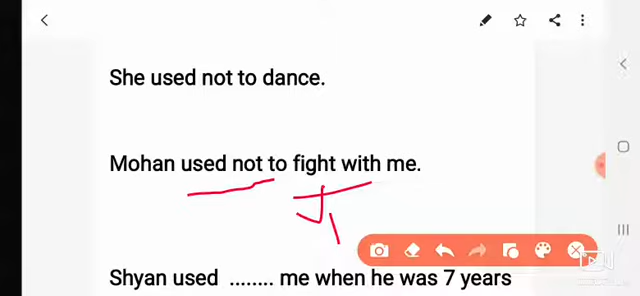 She used not to dance.
Mohan used not to fight with me.
Shyan used ........ me when he was 7 years